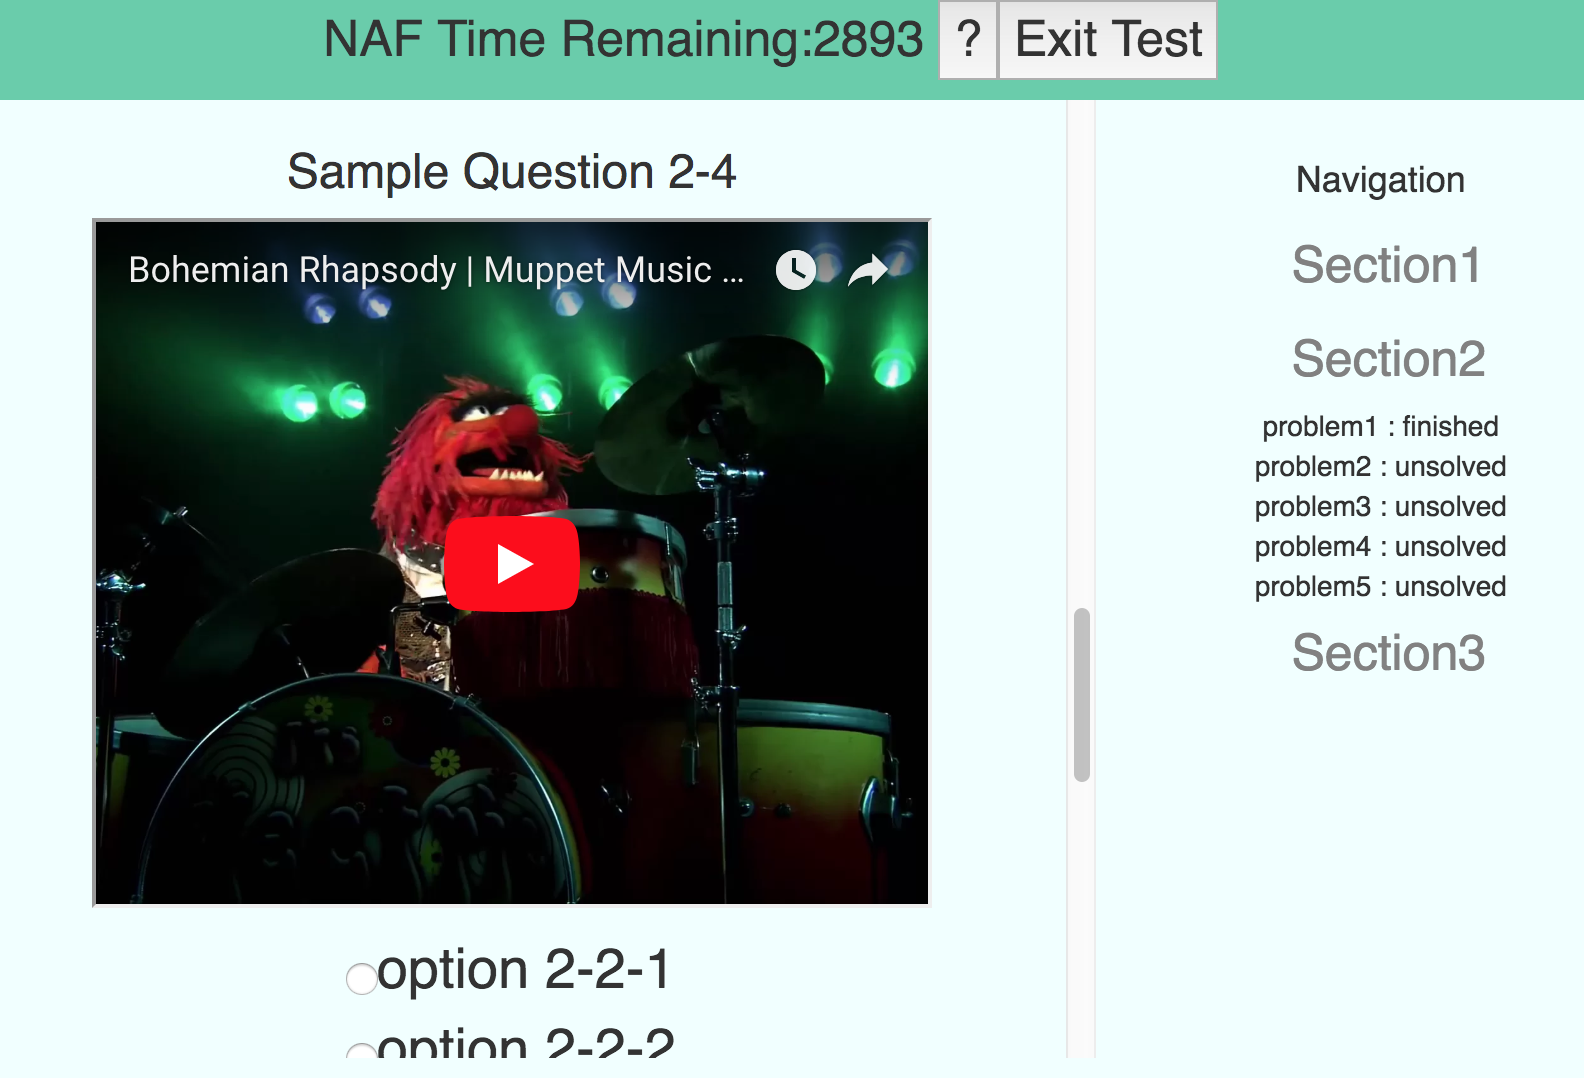 NAF Time Remaining:2893 ? Exit Test
Sample Question 2-4
Bohemian Rhapsody | Muppet Music ...
option 2-2-1
option 2-2-2
Navigation
Section1
Section2
problem1 : finished
problem2 : unsolved
problem3 : unsolved
problem4 : unsolved
problem5 : unsolved
Section3